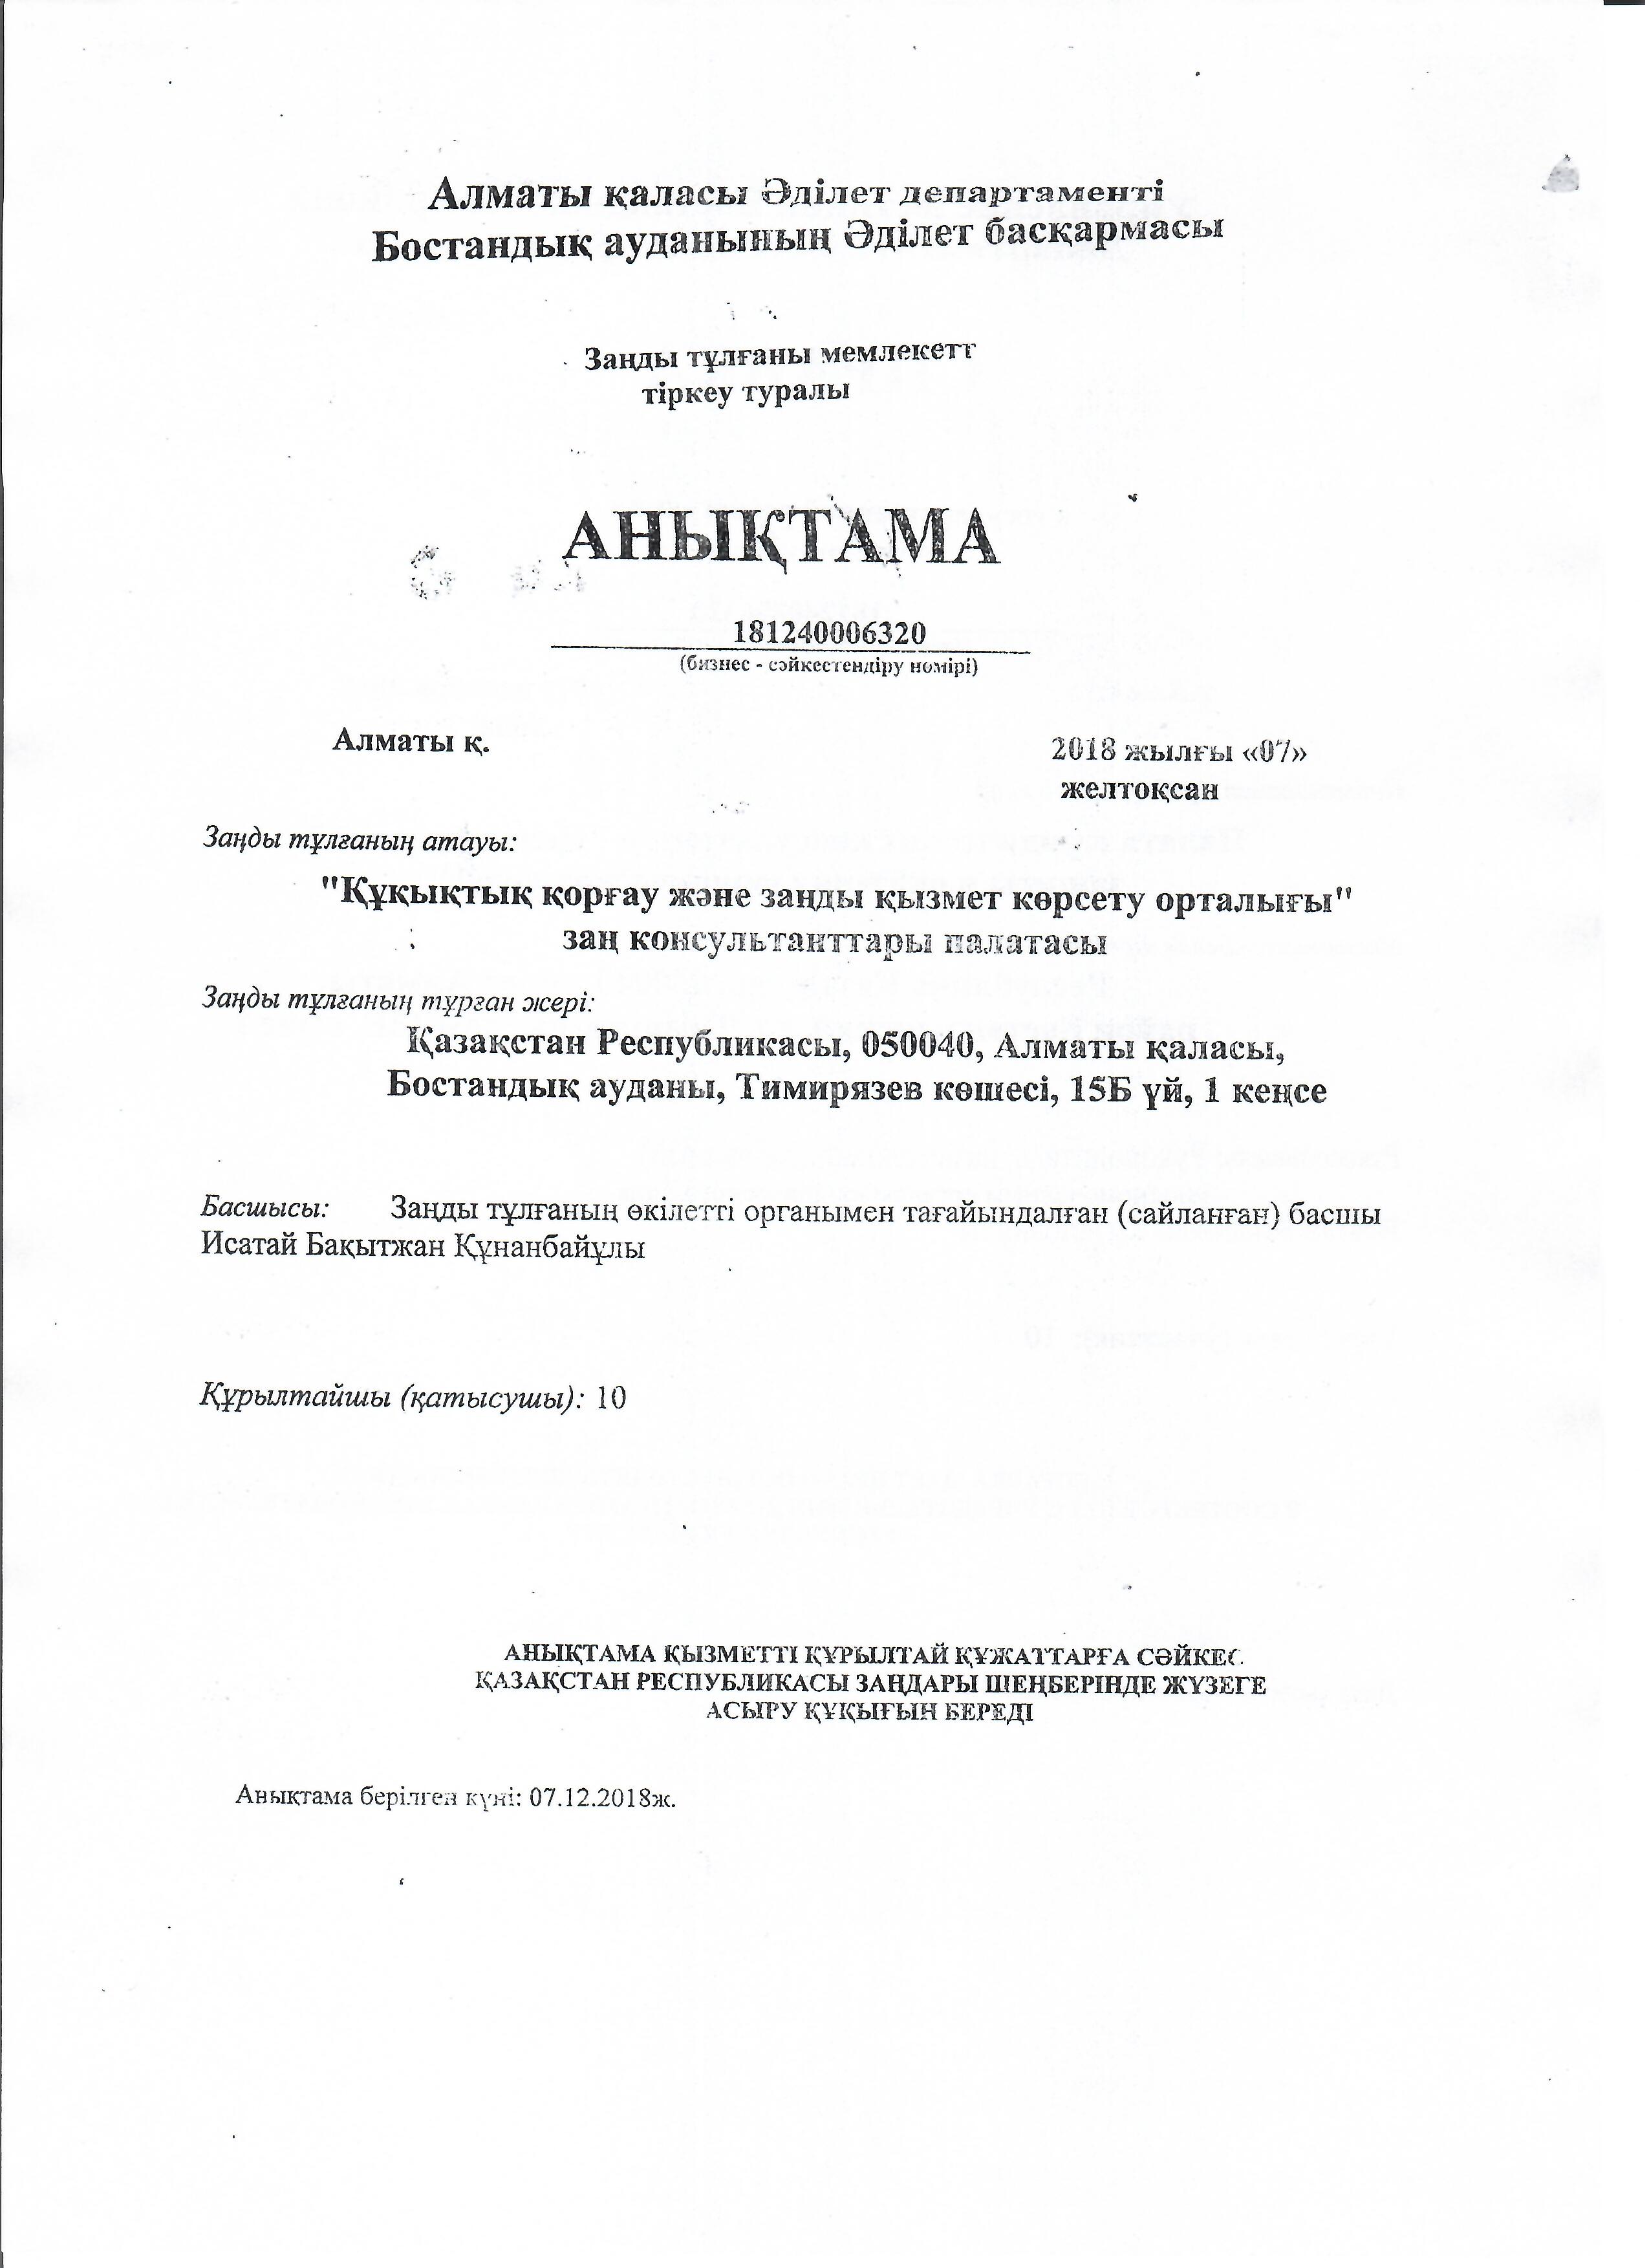 Алматы қаласы Әділет департаменті
Бостандық ауданының Әділет басқармасы
Заңды тұлғаны мемлекетт
тіркеу туралы
АНЫҚТАМА
181240006320
(бизнес - сәйкестендіру нөмірі)
Алматы қ.
2018 жылғы «07»
желтоқсан
Заңды тұлғаның атауы:
"Құқықтық қорғау және заңды қызмет көрсету орталығы"
заң консультанттары палатасы
Заңды тұлғаның тұрған жері:
Қазақстан Республикасы, 050040, Алматы қаласы,
Бостандық ауданы, Тимирязев көшесі, 15Б үй, 1 кеңсе
Басшысы: Заңды тұлғаның өкілетті органымен тағайындалған (сайланған) басшы
Исатай Бақытжан Құнанбайұлы
Құрылтайшы (қатысушы): 10
АНЫҚТАМА ҚЫЗМЕТТІ ҚҰРЫЛТАЙ ҚҰЖАТТАРҒА СӘЙКЕС
ҚАЗАҚСТАН РЕСПУБЛИКАСЫ ЗАҢДАРЫ ШЕҢБЕРІНДЕ ЖҮЗЕГЕ
АСЫРУ ҚҰҚЫҒЫН БЕРЕДІ
Анықтама берілген күні: 07.12.2018ж.